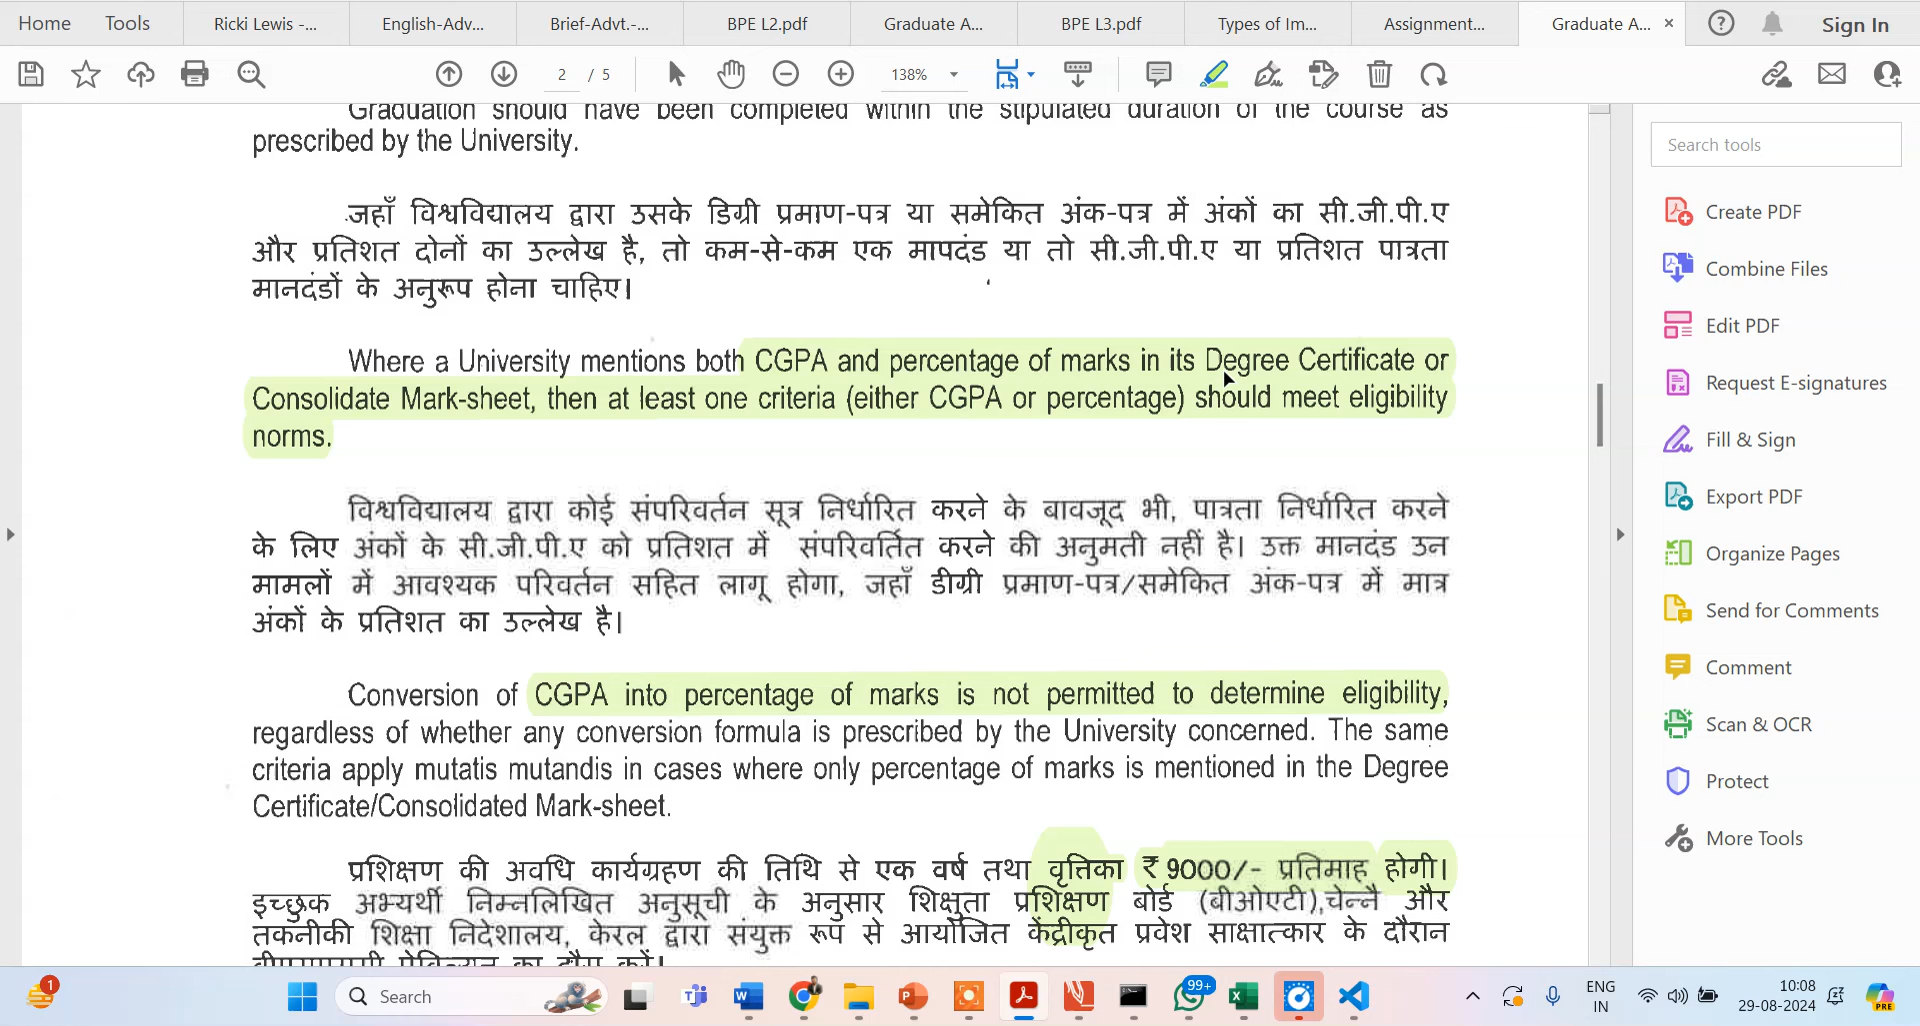 Home Tools Ricki Lewis -... English-Adv... Brief-Advt.-... BPE L2.pdf Graduate A... BPE L3.pdf Types of Im... Assignment... Graduate A... × Sign In
2 / 5 138%
Graduation should have been completed within the stipulated duration of the course as
prescribed by the University.
जहाँ विश्वविद्यालय द्वारा उसके डिग्री प्रमाण-पत्र या समेकित अंक-पत्र में अंकों का सी.जी.पी.ए
और प्रतिशत दोनों का उल्लेख है, तो कम-से-कम एक मापदंड या तो सी.जी.पी.ए या प्रतिशत पात्रता
मानदंडों के अनुरूप होना चाहिए।
Where a University mentions both CGPA and percentage of marks in its Degree Certificate or
Consolidate Mark-sheet, then at least one criteria (either CGPA or percentage) should meet eligibility
norms.
विश्वविद्यालय द्वारा कोई संपरिवर्तन सूत्र निर्धारित करने के बावजूद भी, पात्रता निर्धारित करने
के लिए अंकों के सी.जी.पी.ए को प्रतिशत में संपरिवर्तित करने की अनुमती नहीं है। उक्त मानदंड उन
मामलों में आवश्यक परिवर्तन सहित लागू होगा, जहाँ डीग्री प्रमाण-पत्र/समेकित अंक-पत्र में मात्र
अंकों के प्रतिशत का उल्लेख है।
Conversion of CGPA into percentage of marks is not permitted to determine eligibility,
regardless of whether any conversion formula is prescribed by the University concerned. The same
criteria apply mutatis mutandis in cases where only percentage of marks is mentioned in the Degree
Certificate/Consolidated Mark-sheet.
प्रशिक्षण की अवधि कार्यग्रहण की तिथि से एक वर्ष तथा वृत्तिका ₹ 9000/- प्रतिमाह होगी।
इच्छुक अभ्यर्थी निम्नलिखित अनुसूची के अनुसार शिक्षुता प्रशिक्षण बोर्ड (बीओएटी),चेन्नै और
तकनीकी शिक्षा निदेशालय, केरल द्वारा संयुक्त रूप से आयोजित केंद्रीकृत प्रवेश साक्षात्कार के दौरान
Search tools
Create PDF
Combine Files
Edit PDF
Request E-signatures
Fill & Sign
Export PDF
Organize Pages
Send for Comments
Comment
Scan & OCR
Protect
More Tools
1 Search 99+ ENG 10:08
IN 29-08-2024 PRE